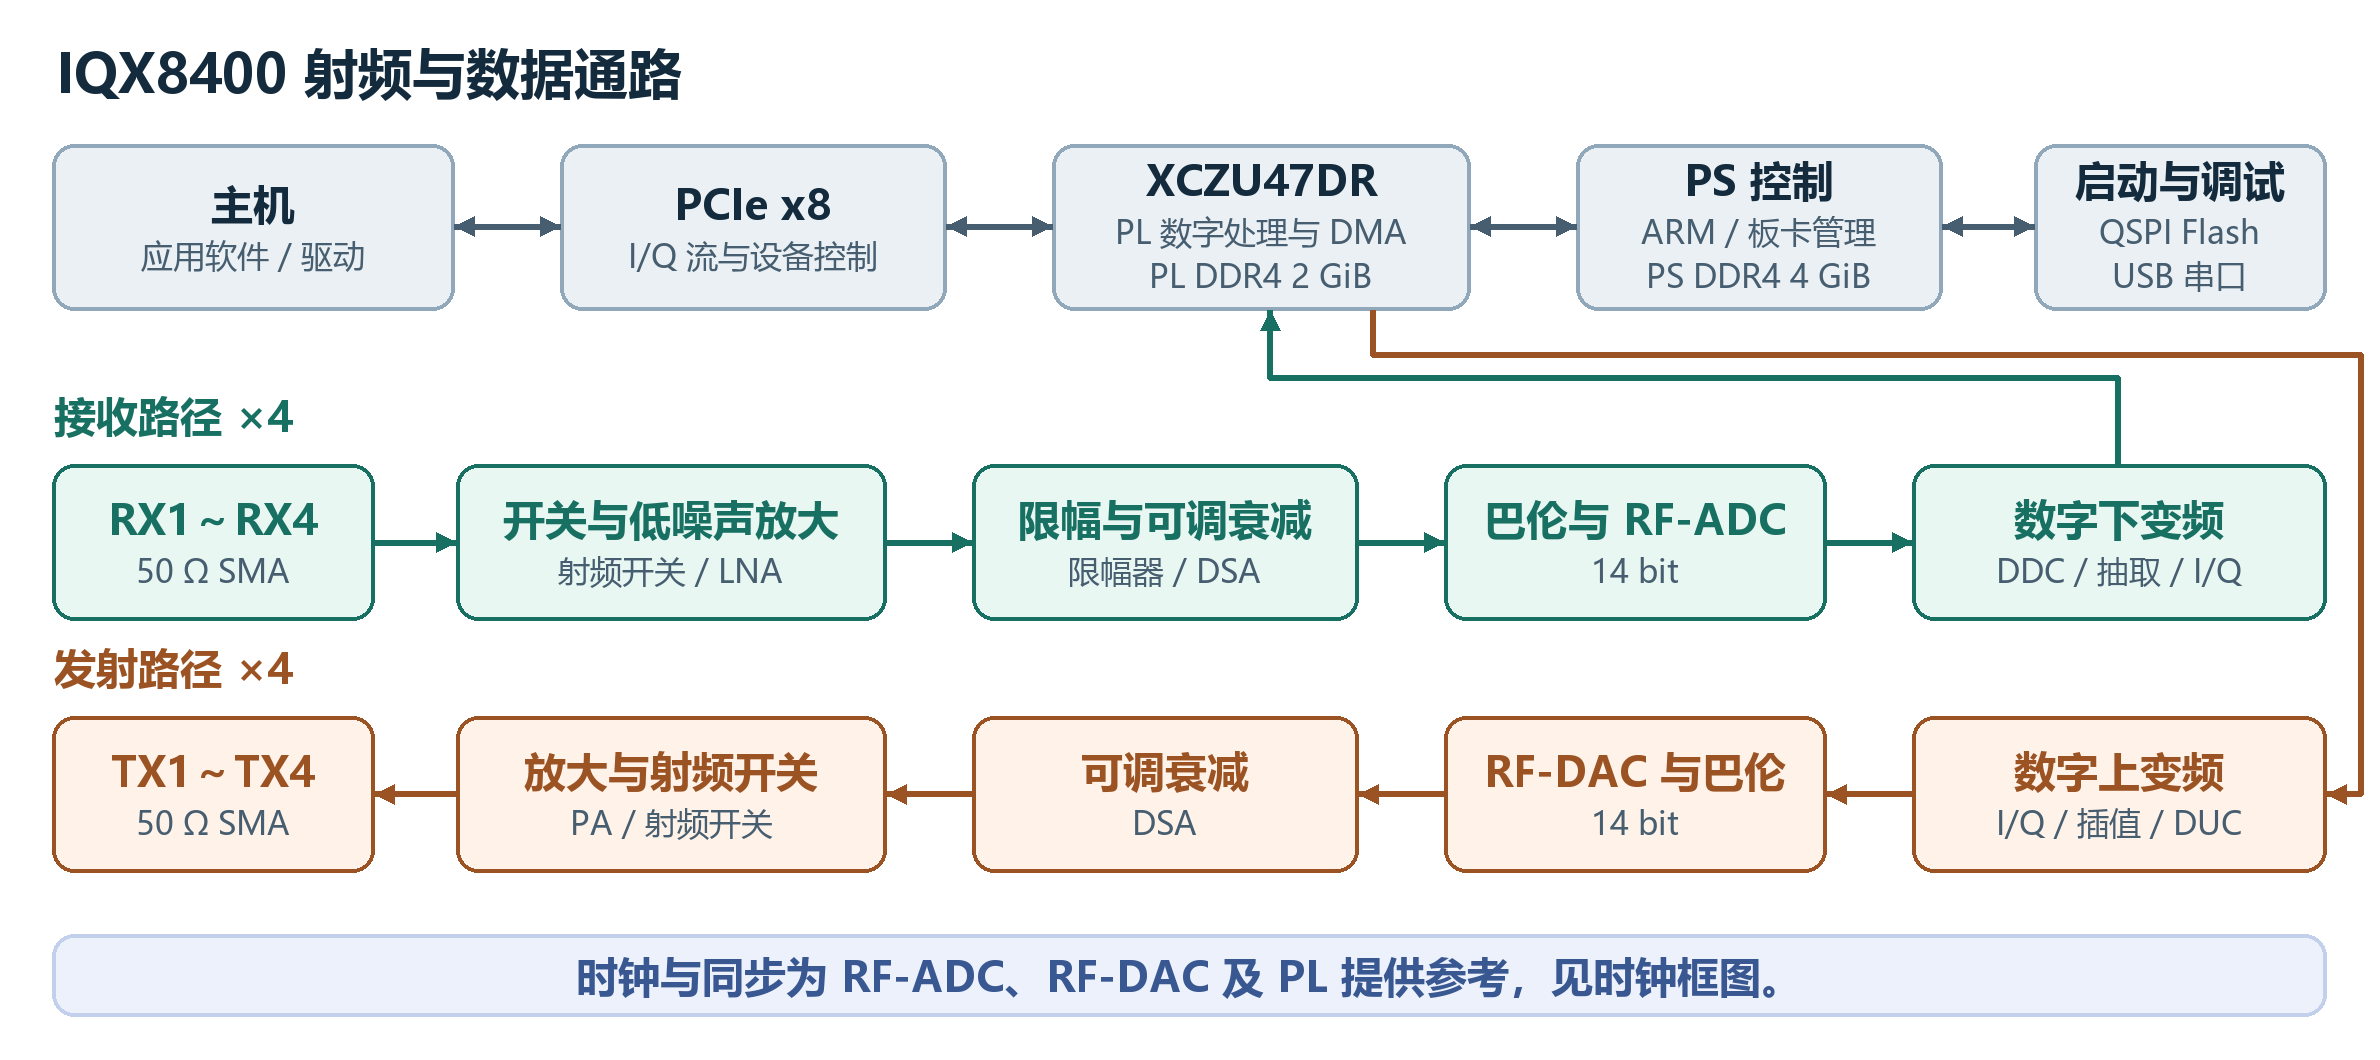 IQX8400 射频与数据通路
主机
应用软件 / 驱动
PCIe x8
I/Q 流与设备控制
XCZU47DR
PL 数字处理与 DMA
PL DDR4 2 GiB
PS 控制
ARM / 板卡管理
PS DDR4 4 GiB
启动与调试
QSPI Flash
USB 串口
接收路径 ×4
RX1 ~ RX4
50 Ω SMA
开关与低噪声放大
射频开关 / LNA
限幅与可调衰减
限幅器 / DSA
巴伦与 RF-ADC
14 bit
数字下变频
DDC / 抽取 / I/Q
发射路径 ×4
TX1 ~ TX4
50 Ω SMA
放大与射频开关
PA / 射频开关
可调衰减
DSA
RF-DAC 与巴伦
14 bit
数字上变频
I/Q / 插值 / DUC
时钟与同步为 RF-ADC、RF-DAC 及 PL 提供参考，见时钟框图。